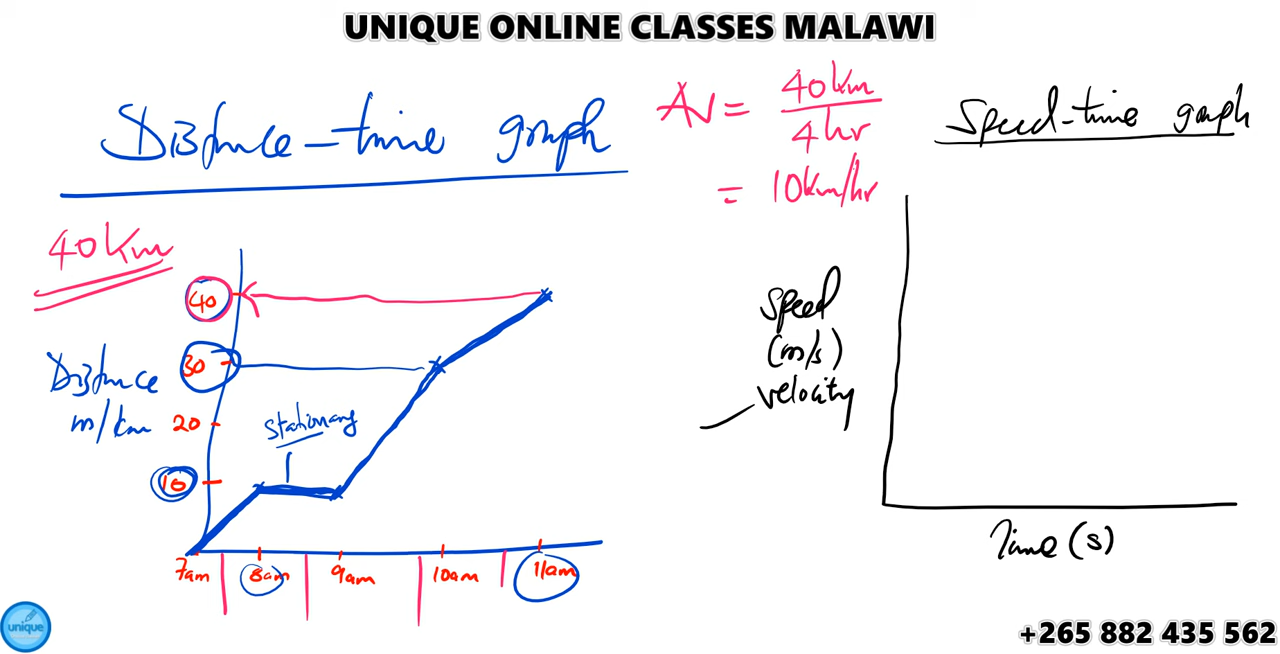 UNIQUE ONLINE CLASSES MALAWI
Distance-time graph
40Km
40
30
20
10
Distance
m/km
stationary
7am 8am 9am 10am 11am
AV = 40km
4hr
= 10km/hr
Speed-time graph
speed
(m/s)
velocity
Time (s)
unique
+265 882 435 562